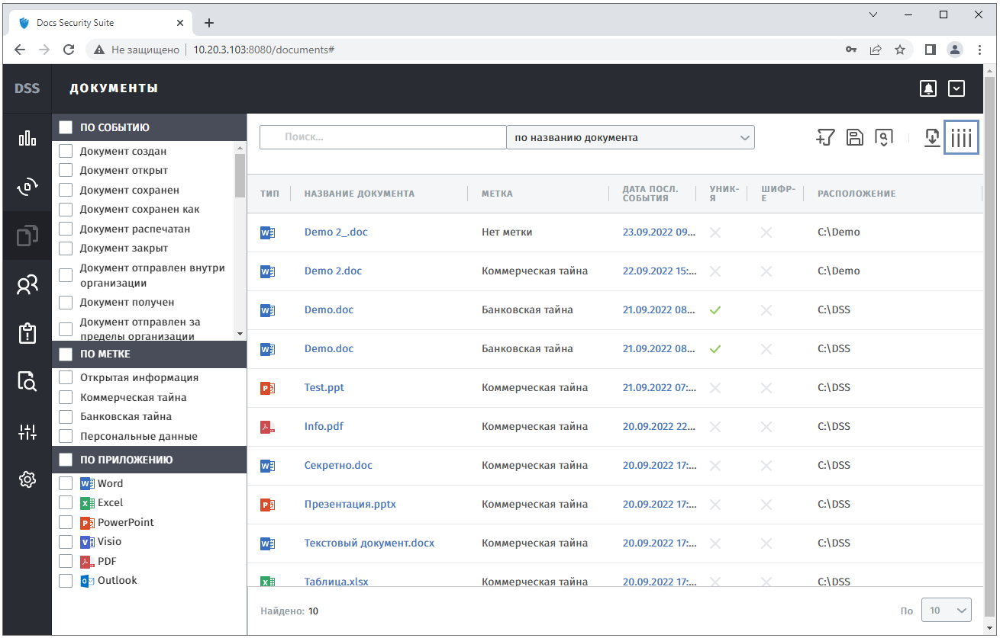 Docs Security Suite
Не защищено
10.20.3.103:8080/documents#
DSS
ДОКУМЕНТЫ
ПО СОБЫТИЮ
Документ создан
Документ открыт
Документ сохранен
Документ сохранен как
Документ распечатан
Документ закрыт
Документ отправлен внутри
организации
Документ получен
Документ отправлен за
пределы организации
ПО МЕТКЕ
Открытая информация
Коммерческая тайна
Банковская тайна
Персональные данные
ПО ПРИЛОЖЕНИЮ
Word
Excel
PowerPoint
Visio
PDF
Outlook
Поиск...
по названию документа
ТИП НАЗВАНИЕ ДОКУМЕНТА МЕТКА ДАТА ПОСЛ. СОБЫТИЯ УНИК-Я ШИФР-Е РАСПОЛОЖЕНИЕ
Demo 2_.doc Нет метки 23.09.2022 09... C:\Demo
Demo 2.doc Коммерческая тайна 22.09.2022 15:... C:\Demo
Demo.doc Банковская тайна 21.09.2022 08... C:\DSS
Demo.doc Банковская тайна 21.09.2022 08... C:\DSS
Test.ppt Коммерческая тайна 21.09.2022 07:... C:\DSS
Info.pdf Коммерческая тайна 20.09.2022 22... C:\DSS
Секретно.doc Коммерческая тайна 20.09.2022 17:... C:\DSS
Презентация.pptx Коммерческая тайна 20.09.2022 17:... C:\DSS
Текстовый документ.docx Коммерческая тайна 20.09.2022 17:... C:\DSS
Таблица.xlsx Коммерческая тайна 20.09.2022 17:... C:\DSS
Найдено: 10
По 10